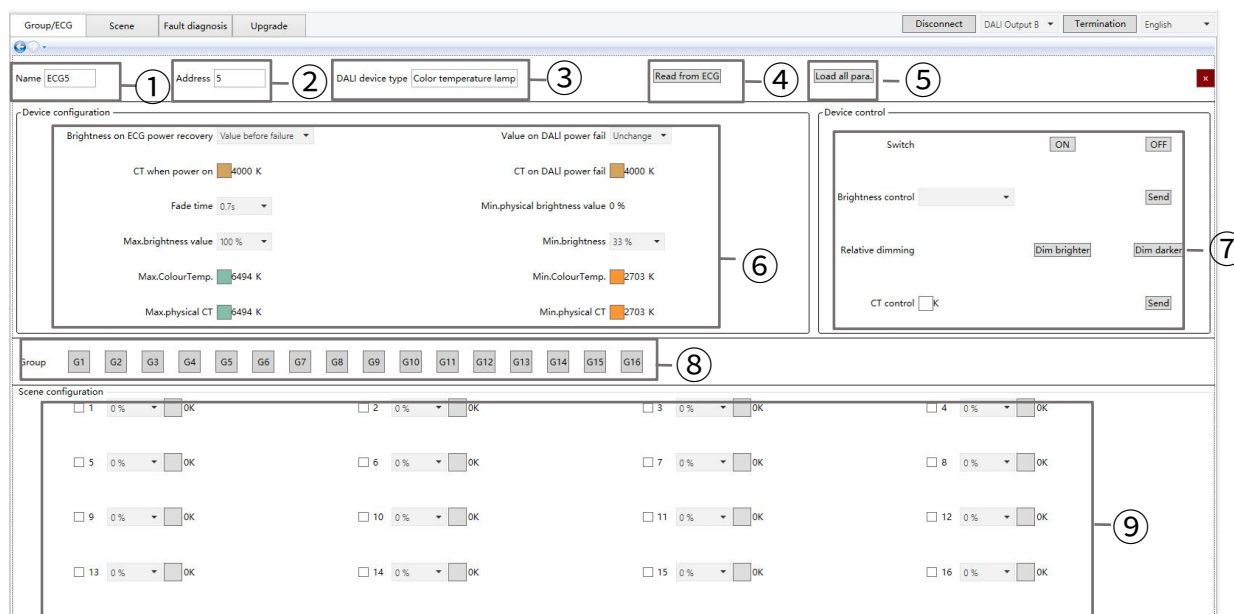 Group/ECG Scene Fault diagnosis Upgrade Disconnect DALI Output B Termination English
Name ECG5 ① Address 5 ② DALI device type Color temperature lamp ③ Read from ECG ④ Load all para. ⑤ ×
Device configuration Device control
Brightness on ECG power recovery Value before failure Value on DALI power fail Unchange Switch ON OFF
CT when power on 4000 K CT on DALI power fail 4000 K
Fade time 0.7s Min.physical brightness value 0 % Brightness control Send
Max.brightness value 100 % Min.brightness 33 % ⑥ Relative dimming Dim brighter Dim darker ⑦
Max.ColourTemp. 6494 K Min.ColourTemp. 2703 K
Max.physical CT 6494 K Min.physical CT 2703 K CT control K Send
Group G1 G2 G3 G4 G5 G6 G7 G8 G9 G10 G11 G12 G13 G14 G15 G16 ⑧
Scene configuration
1 0 % 0K 2 0 % 0K 3 0 % 0K 4 0 % 0K
5 0 % 0K 6 0 % 0K 7 0 % 0K 8 0 % 0K
9 0 % 0K 10 0 % 0K 11 0 % 0K 12 0 % 0K ⑨
13 0 % 0K 14 0 % 0K 15 0 % 0K 16 0 % 0K